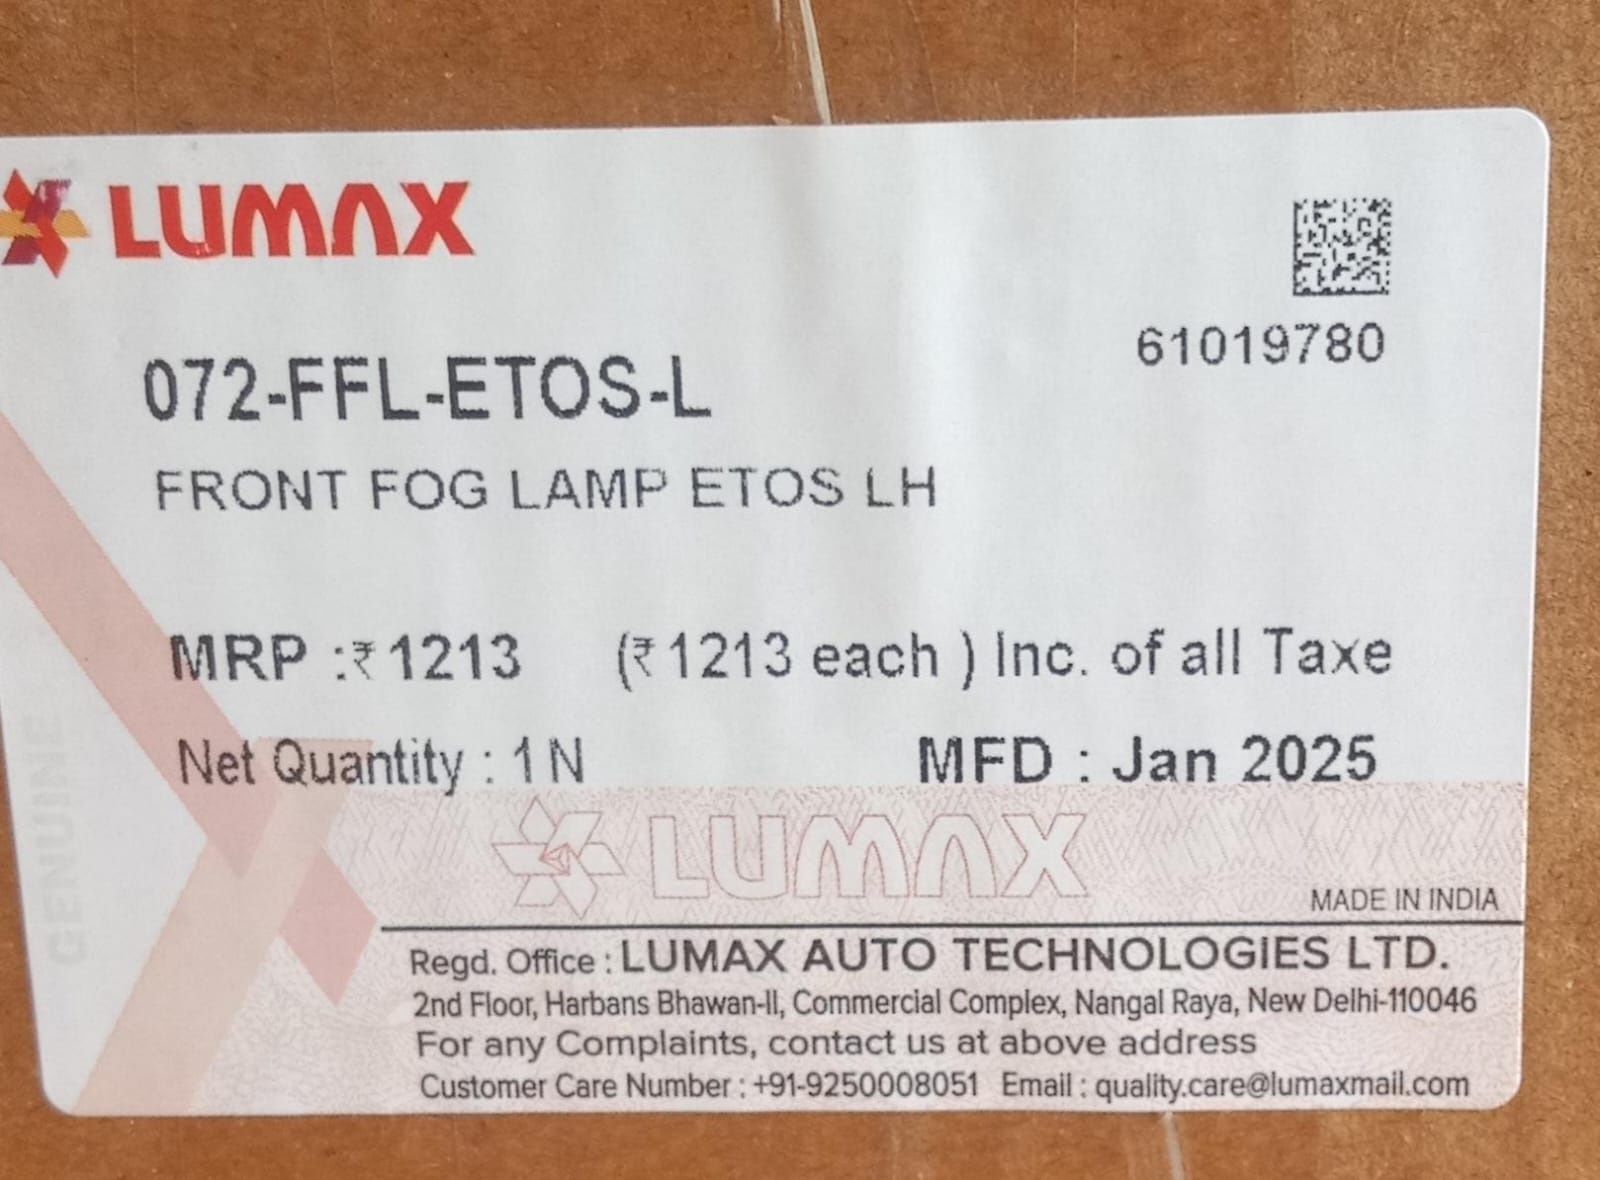 LUMAX
61019780
072-FFL-ETOS-L
FRONT FOG LAMP ETOS LH
MRP :₹1213 (₹1213 each ) Inc. of all Taxe
Net Quantity : 1 N MFD : Jan 2025
GENUINE
LUMAX
MADE IN INDIA
Regd. Office : LUMAX AUTO TECHNOLOGIES LTD.
2nd Floor, Harbans Bhawan-II, Commercial Complex, Nangal Raya, New Delhi-110046
For any Complaints, contact us at above address
Customer Care Number : +91-9250008051 Email : quality.care@lumaxmail.com